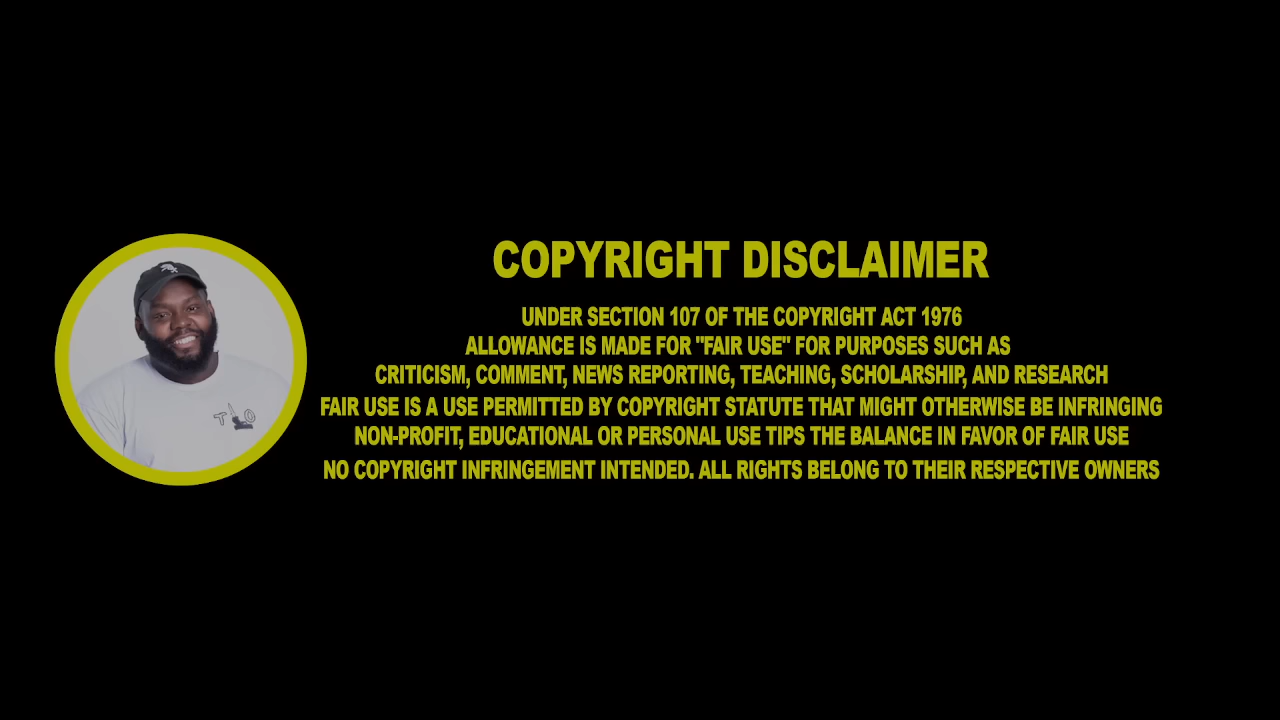 COPYRIGHT DISCLAIMER
UNDER SECTION 107 OF THE COPYRIGHT ACT 1976
ALLOWANCE IS MADE FOR "FAIR USE" FOR PURPOSES SUCH AS
CRITICISM, COMMENT, NEWS REPORTING, TEACHING, SCHOLARSHIP, AND RESEARCH
FAIR USE IS A USE PERMITTED BY COPYRIGHT STATUTE THAT MIGHT OTHERWISE BE INFRINGING
NON-PROFIT, EDUCATIONAL OR PERSONAL USE TIPS THE BALANCE IN FAVOR OF FAIR USE
NO COPYRIGHT INFRINGEMENT INTENDED. ALL RIGHTS BELONG TO THEIR RESPECTIVE OWNERS